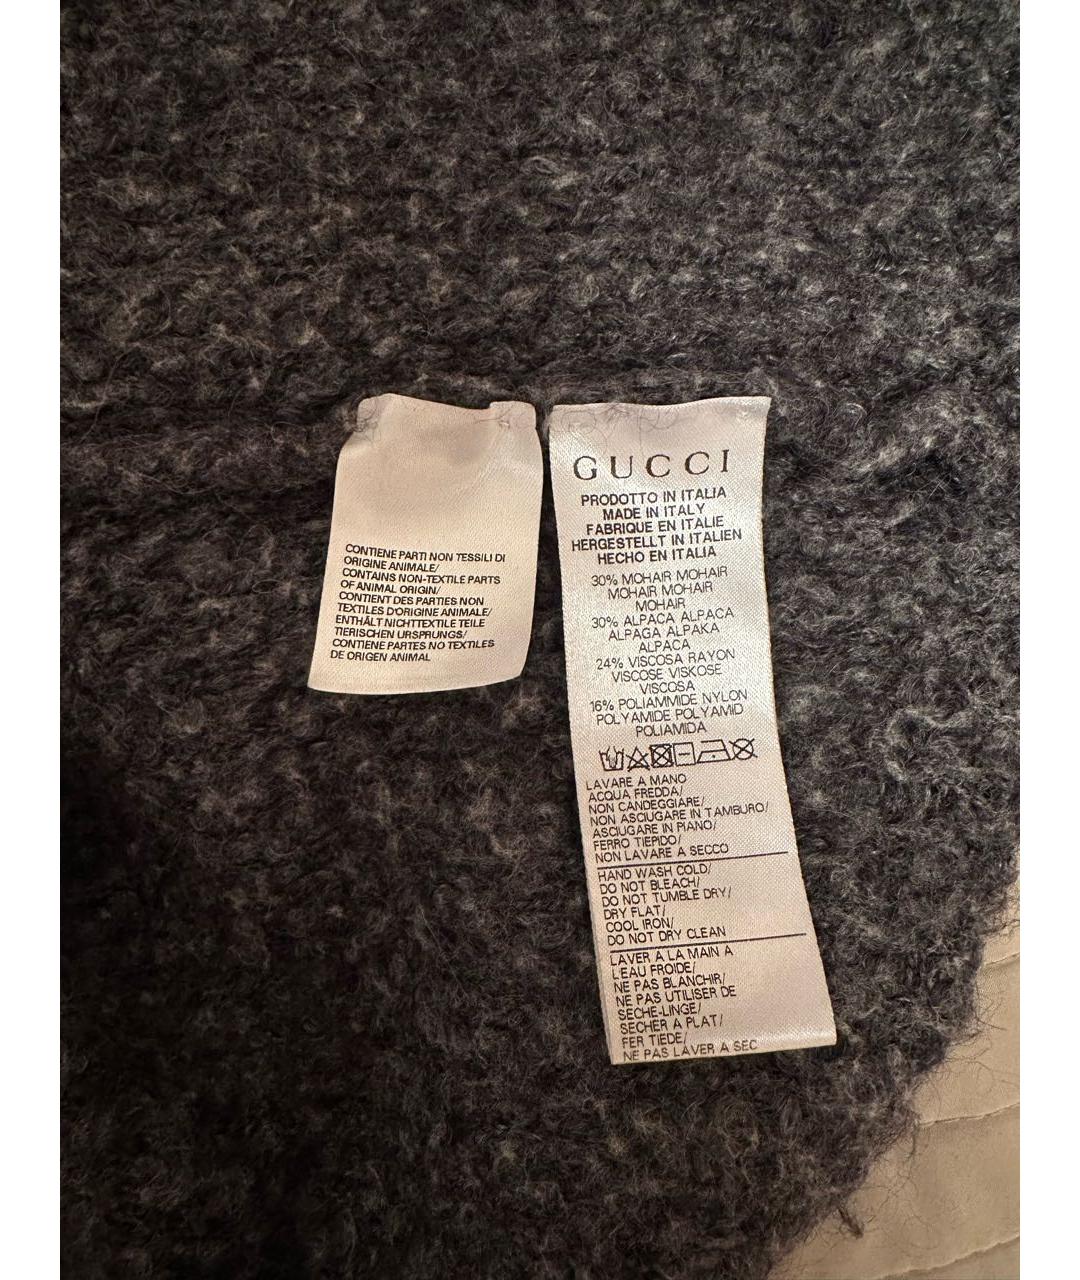 CONTIENE PARTI NON TESSILI DI
ORIGINE ANIMALE/
CONTAINS NON-TEXTILE PARTS
OF ANIMAL ORIGIN/
CONTIENT DES PARTIES NON
TEXTILES D'ORIGINE ANIMALE/
ENTHÄLT NICHTTEXTILE TEILE
TIERISCHEN URSPRUNGS/
CONTIENE PARTES NO TEXTILES
DE ORIGEN ANIMAL
GUCCI
PRODOTTO IN ITALIA
MADE IN ITALY
FABRIQUE EN ITALIE
HERGESTELLT IN ITALIEN
HECHO EN ITALIA
30% MOHAIR MOHAIR
MOHAIR MOHAIR
MOHAIR
30% ALPACA ALPACA
ALPAGA ALPAKA
ALPACA
24% VISCOSA RAYON
VISCOSE VISKOSE
VISCOSA
16% POLIAMMIDE NYLON
POLYAMIDE POLYAMID
POLIAMIDA
LAVARE A MANO
ACQUA FREDDA/
NON CANDEGGIARE/
NON ASCIUGARE IN TAMBURO/
ASCIUGARE IN PIANO/
FERRO TIEPIDO/
NON LAVARE A SECCO
HAND WASH COLD/
DO NOT BLEACH/
DO NOT TUMBLE DRY/
DRY FLAT/
COOL IRON/
DO NOT DRY CLEAN
LAVER A LA MAIN A
L'EAU FROIDE/
NE PAS BLANCHIR/
NE PAS UTILISER DE
SECHE-LINGE/
SECHER A PLAT/
FER TIEDE/
NE PAS LAVER A SEC